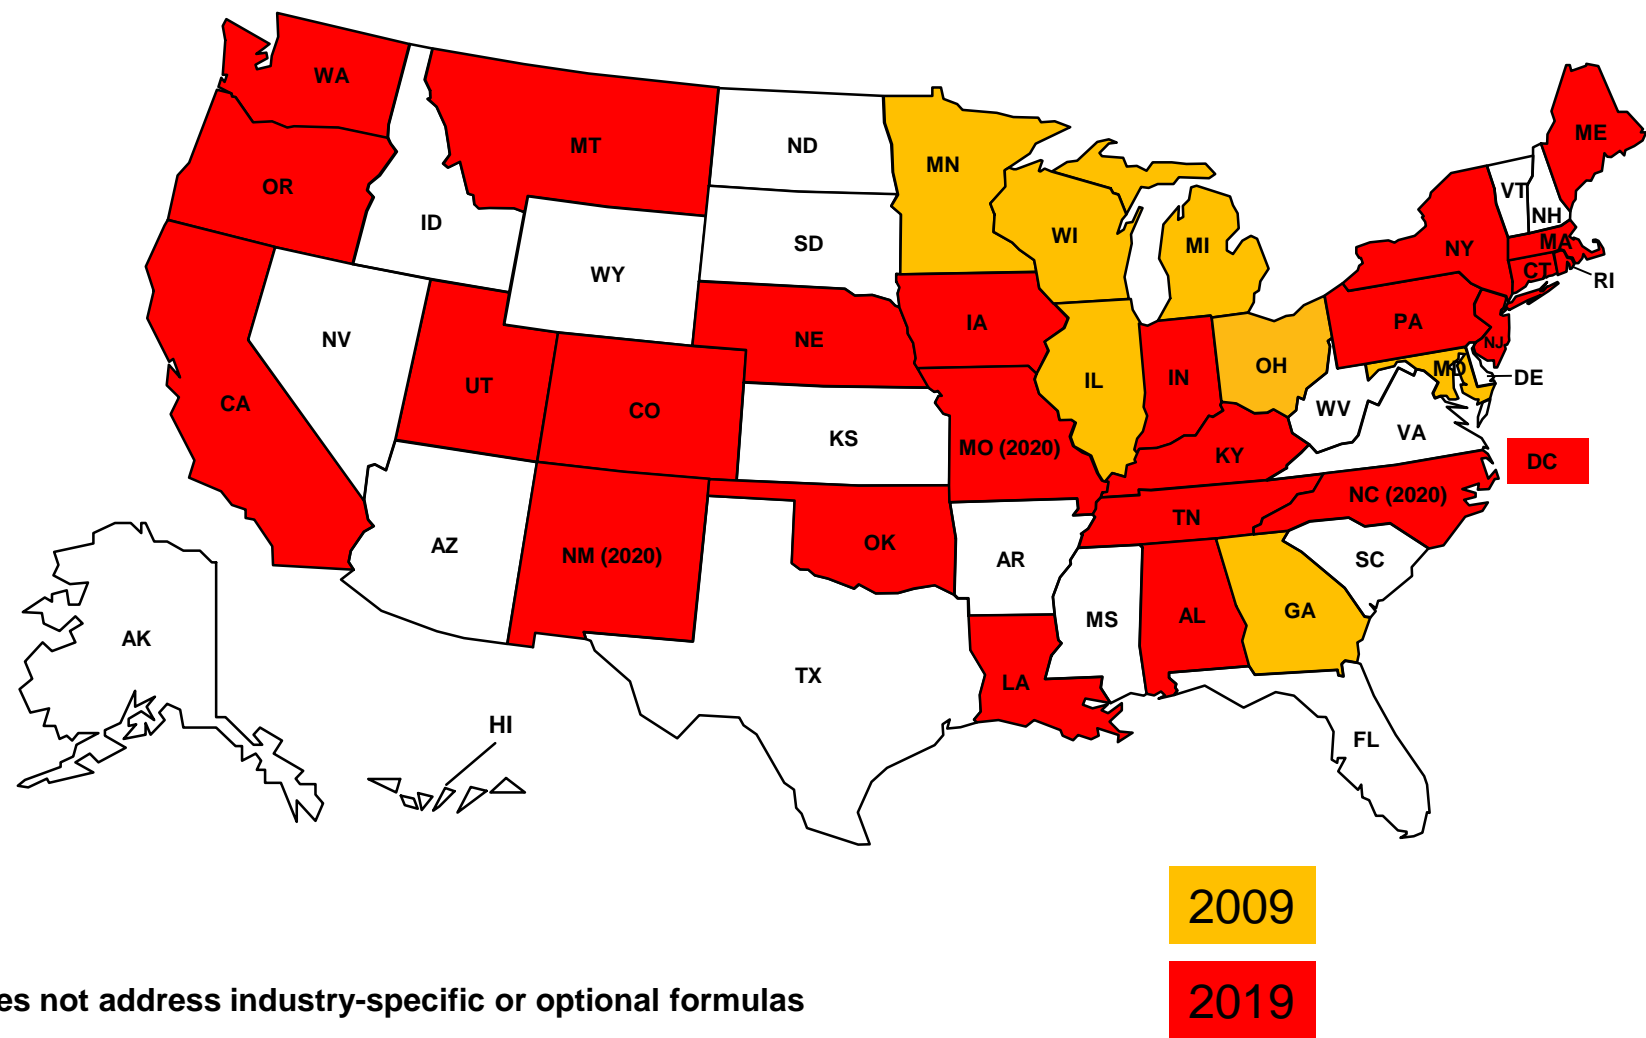 WA
MT
ND
MN
ME
OR
ID
SD
WI
MI
VT
NH
NY
MA
CT
RI
WY
NV
NE
IA
PA
NJ
UT
CO
IL
IN
OH
MD
DE
CA
KS
MO (2020)
KY
WV
VA
DC
AZ
NM (2020)
OK
AR
TN
NC (2020)
SC
MS
AL
GA
AK
HI
TX
LA
FL
2009
2019
es not address industry-specific or optional formulas